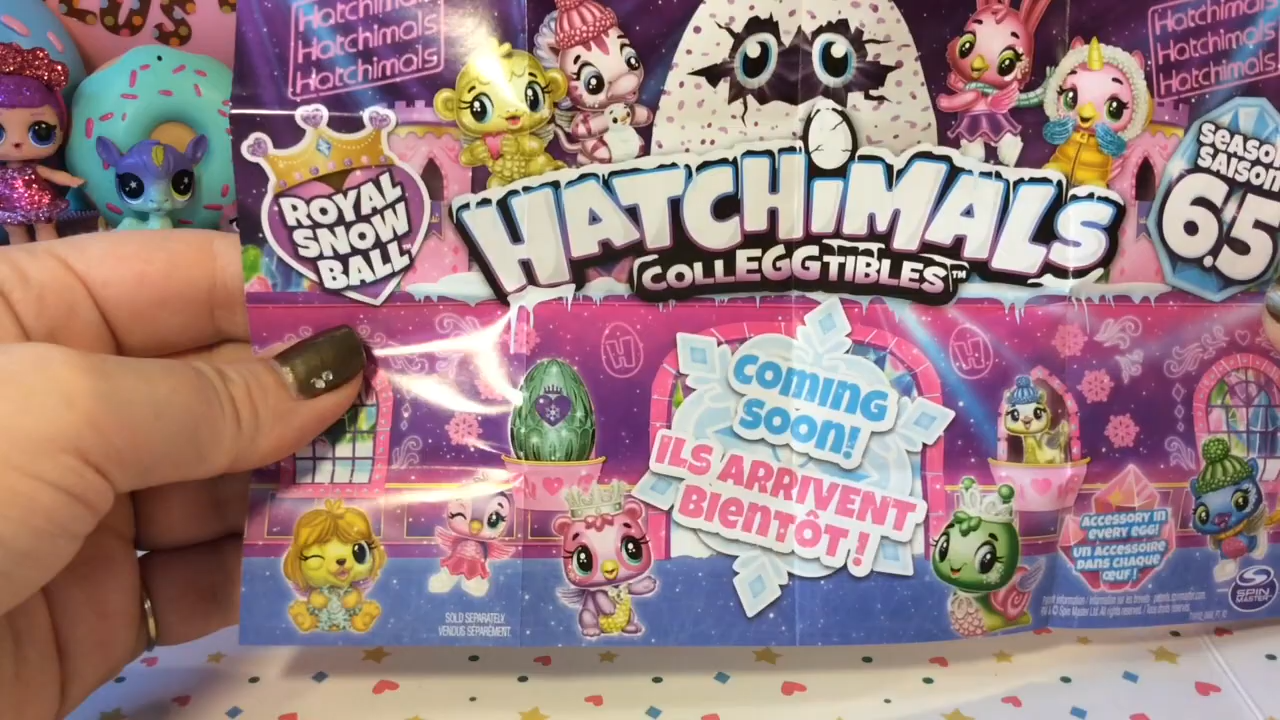 Hatchimals
Hatchimals
Hatchimals
Hatchimals
Hatchimals
Hatchimals
ROYAL
SNOW
BALL™
HATCHiMALS
COLLEGGTIBLES™
SEASON
SAISON
6.5
H
H
COMING
SOON!
ILS ARRIVENT
BIENTÔT !
ACCESSORY IN
EVERY EGG!
UN ACCESSOIRE
DANS CHAQUE
ŒUF !
SOLD SEPARATELY.
VENDUS SÉPARÉMENT.
SPIN
MASTER